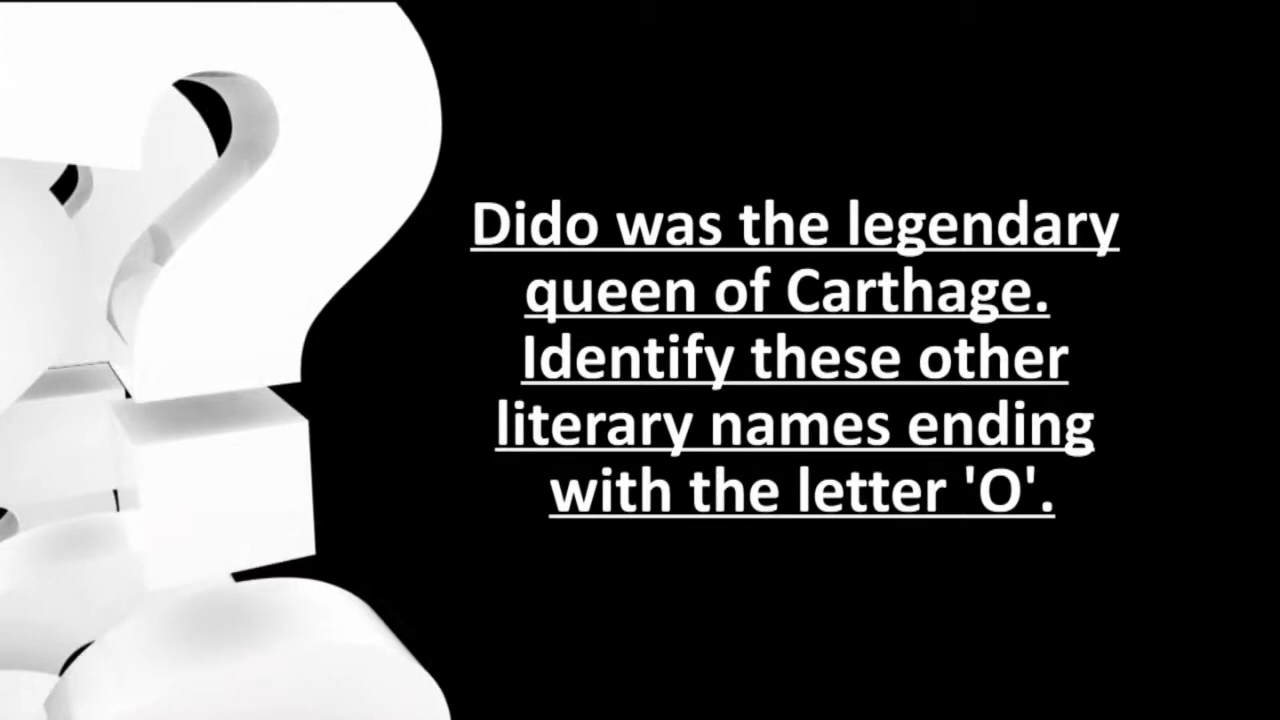 Dido was the legendary
queen of Carthage.
Identify these other
literary names ending
with the letter 'O'.